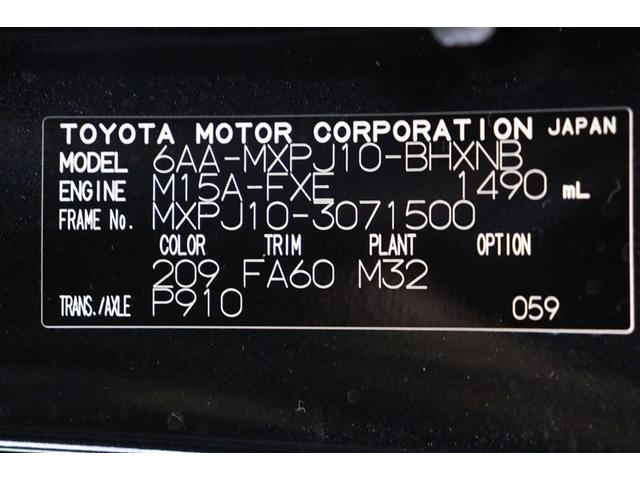 TOYOTA MOTOR CORPORATION JAPAN
MODEL 6AA-MXPJ10-BHXNB
ENGINE M15A-FXE 1490 mL
FRAME No. MXPJ10-3071500
COLOR TRIM PLANT OPTION
209 FA60 M32
TRANS./AXLE P910 059